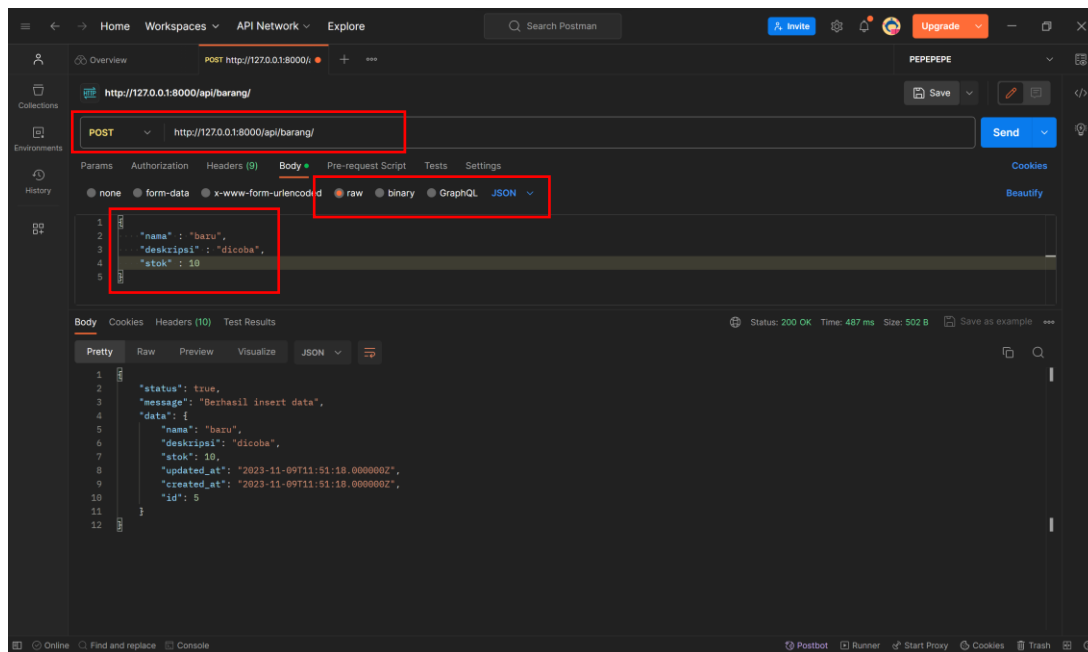 Home Workspaces API Network Explore Search Postman Invite Upgrade
Overview POST http://127.0.0.1:8000/a PEPEPEPE
Collections
HTTP http://127.0.0.1:8000/api/barang/ Save
Environments
POST http://127.0.0.1:8000/api/barang/ Send
History
Params Authorization Headers (9) Body Pre-request Script Tests Settings Cookies
none form-data x-www-form-urlencoded raw binary GraphQL JSON Beautify
1 {
2 "nama" : "baru",
3 "deskripsi" : "dicoba",
4 "stok" : 10
5 }
Body Cookies Headers (10) Test Results Status: 200 OK Time: 487 ms Size: 502 B Save as example
Pretty Raw Preview Visualize JSON
1 {
2 "status": true,
3 "message": "Berhasil insert data",
4 "data": {
5 "nama": "baru",
6 "deskripsi": "dicoba",
7 "stok": 10,
8 "updated_at": "2023-11-09T11:51:18.000000Z",
9 "created_at": "2023-11-09T11:51:18.000000Z",
10 "id": 5
11 }
12 }
Online Find and replace Console Postbot Runner Start Proxy Cookies Trash